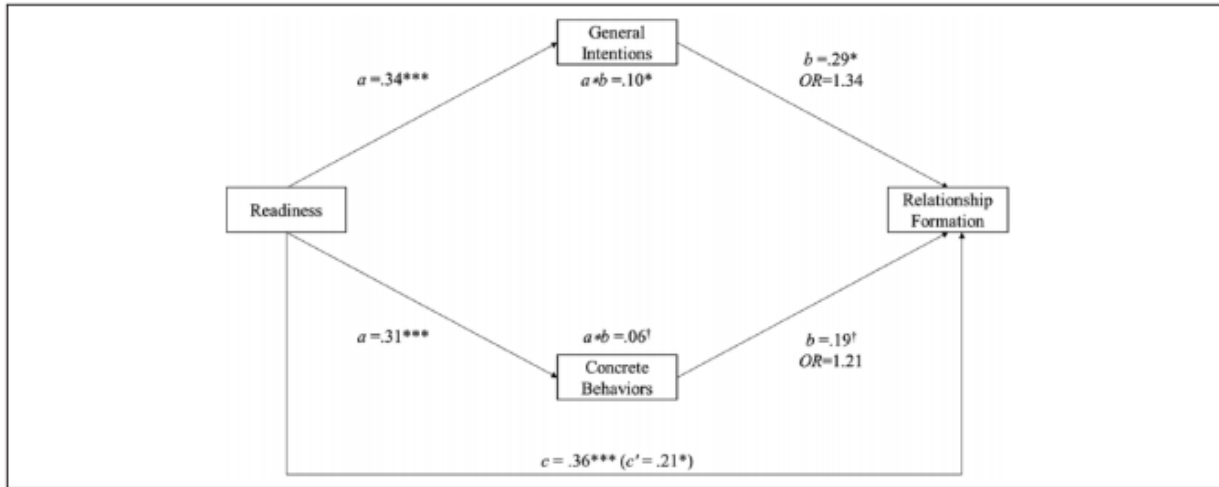 General
Intentions
a =.34***
a*b =.10*
b =.29*
OR=1.34
Readiness
Relationship
Formation
a =.31***
a*b =.06†
b =.19†
OR=1.21
Concrete
Behaviors
c = .36*** (c' = .21*)